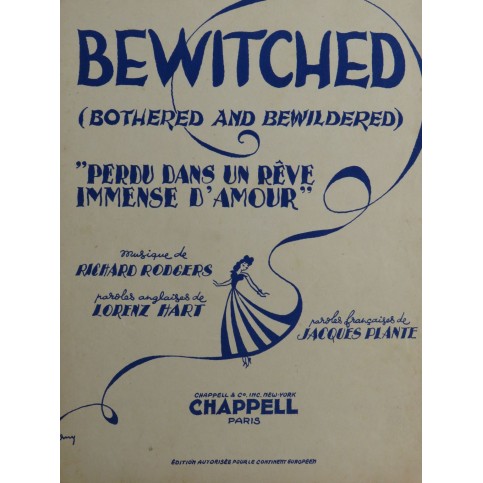 BEWITCHED
(BOTHERED AND BEWILDERED)
"PERDU DANS UN RÊVE
IMMENSE D'AMOUR"
Musique de
RICHARD RODGERS
paroles anglaises de
LORENZ HART
paroles françaises de
JACQUES PLANTE
CHAPPELL & Co. INC. NEW-YORK
CHAPPELL
PARIS
ÉDITION AUTORISÉE POUR LE CONTINENT EUROPÉEN